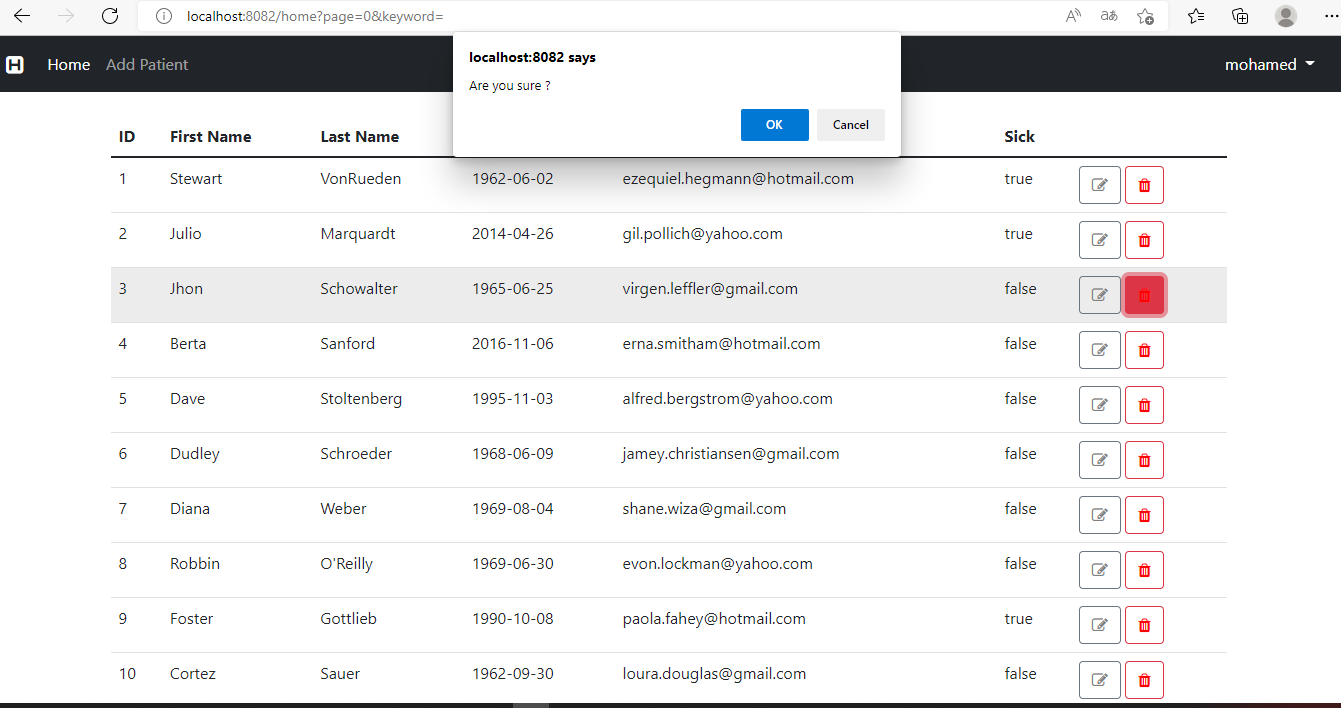 localhost:8082/home?page=0&keyword=
localhost:8082 says
Are you sure ?
OK Cancel
H Home Add Patient mohamed
ID First Name Last Name Sick
1 Stewart VonRueden 1962-06-02 ezequiel.hegmann@hotmail.com true
2 Julio Marquardt 2014-04-26 gil.pollich@yahoo.com true
3 Jhon Schowalter 1965-06-25 virgen.leffler@gmail.com false
4 Berta Sanford 2016-11-06 erna.smitham@hotmail.com false
5 Dave Stoltenberg 1995-11-03 alfred.bergstrom@yahoo.com false
6 Dudley Schroeder 1968-06-09 jamey.christiansen@gmail.com false
7 Diana Weber 1969-08-04 shane.wiza@gmail.com false
8 Robbin O'Reilly 1969-06-30 evon.lockman@yahoo.com false
9 Foster Gottlieb 1990-10-08 paola.fahey@hotmail.com true
10 Cortez Sauer 1962-09-30 loura.douglas@gmail.com false